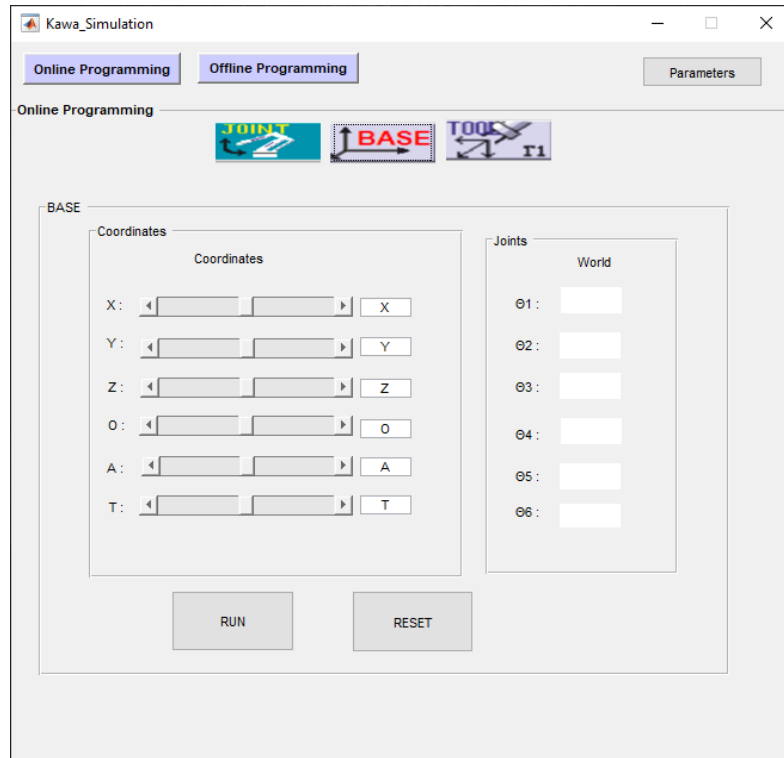 Kawa_Simulation
Online Programming
Offline Programming
Parameters
Online Programming
JOINT
BASE
TOOL
T1
BASE
Coordinates
Coordinates
X :
X
Y :
Y
Z :
Z
O :
O
A :
A
T :
T
Joints
World
Θ1 :
Θ2 :
Θ3 :
Θ4 :
Θ5 :
Θ6 :
RUN
RESET